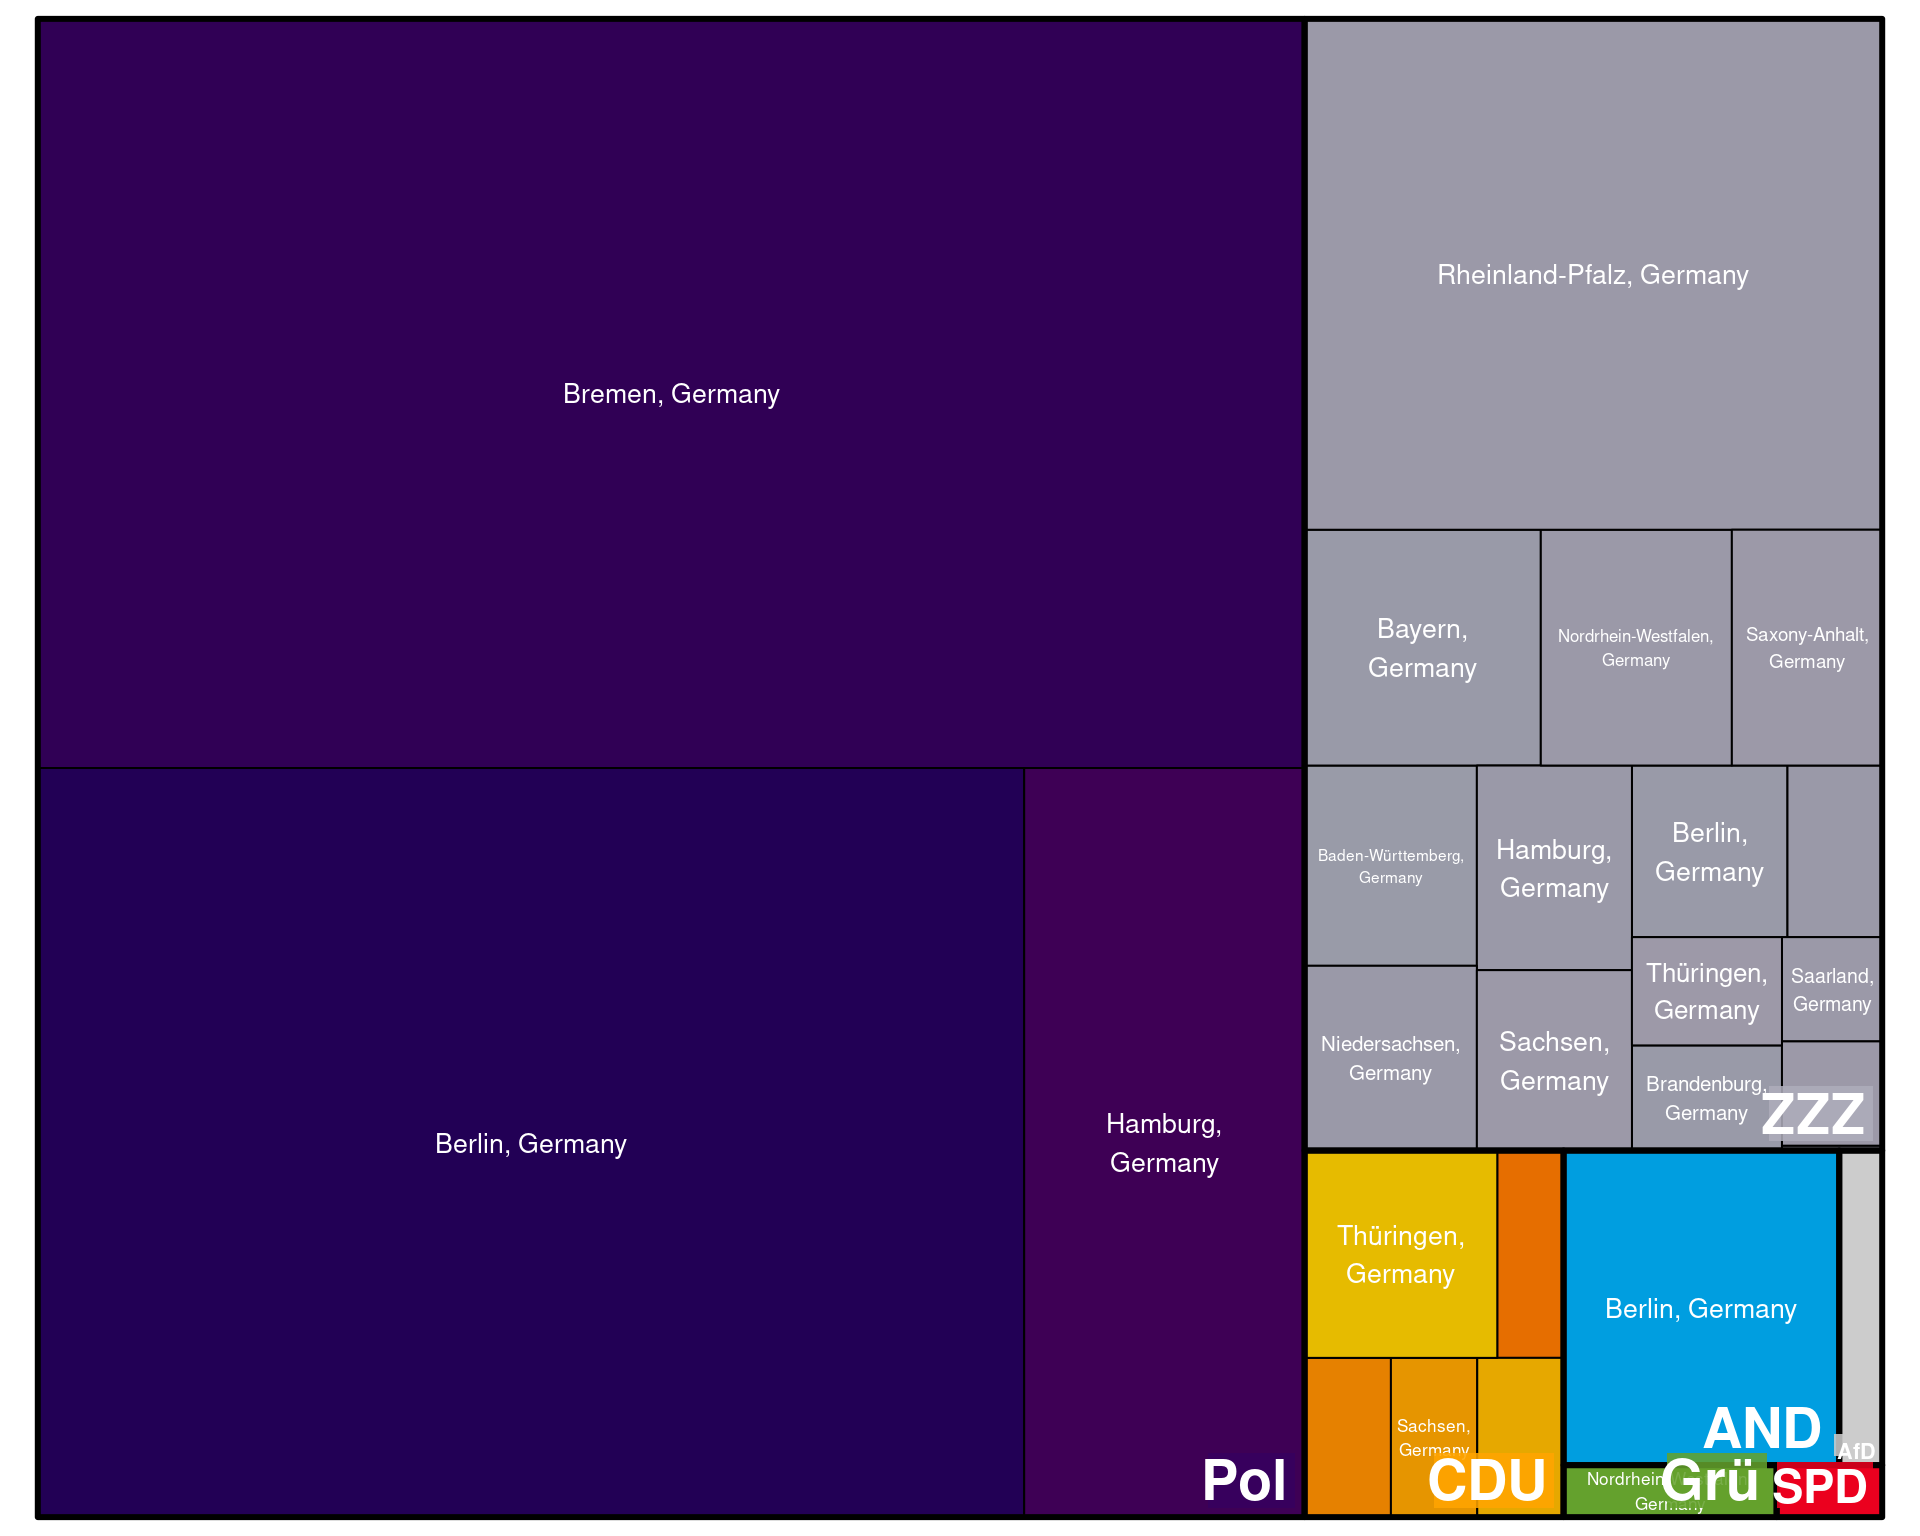 Bremen, Germany
Berlin, Germany
Hamburg,
Germany
Pol
Rheinland-Pfalz, Germany
Bayern,
Germany
Nordrhein-Westfalen,
Germany
Saxony-Anhalt,
Germany
Baden-Württemberg,
Germany
Hamburg,
Germany
Berlin,
Germany
Niedersachsen,
Germany
Sachsen,
Germany
Thüringen,
Germany
Saarland,
Germany
Brandenburg,
Germany
ZZZ
Thüringen,
Germany
Sachsen,
Germany
CDU
Berlin, Germany
AND
AfD
Germany
Grü
SPD